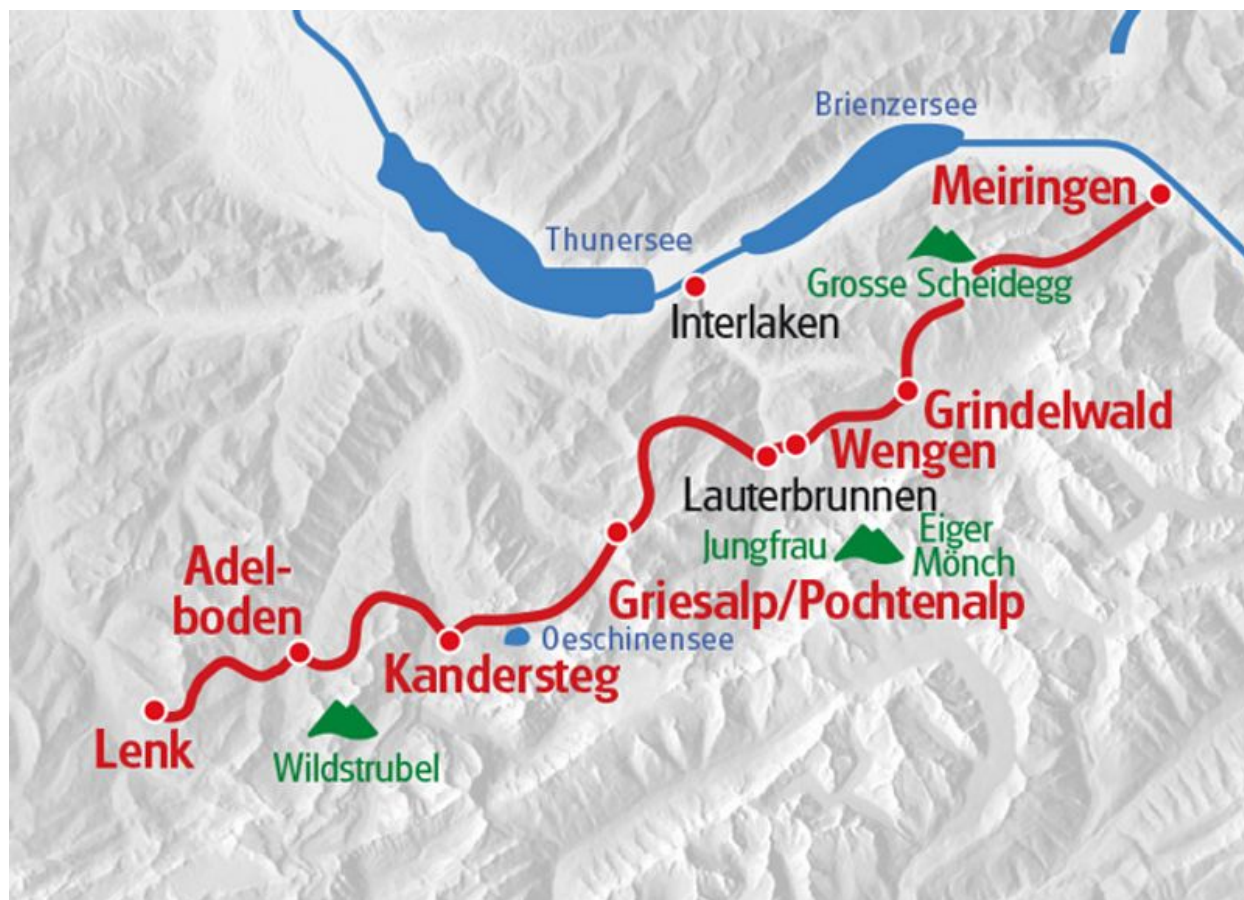 Brienzersee
Meiringen
Thunersee
Grosse Scheidegg
Interlaken
Grindelwald
Wengen
Lauterbrunnen
Jungfrau
Eiger
Mönch
Adel-
boden
Griesalp/Pochtenalp
Oeschinensee
Kandersteg
Lenk
Wildstrubel